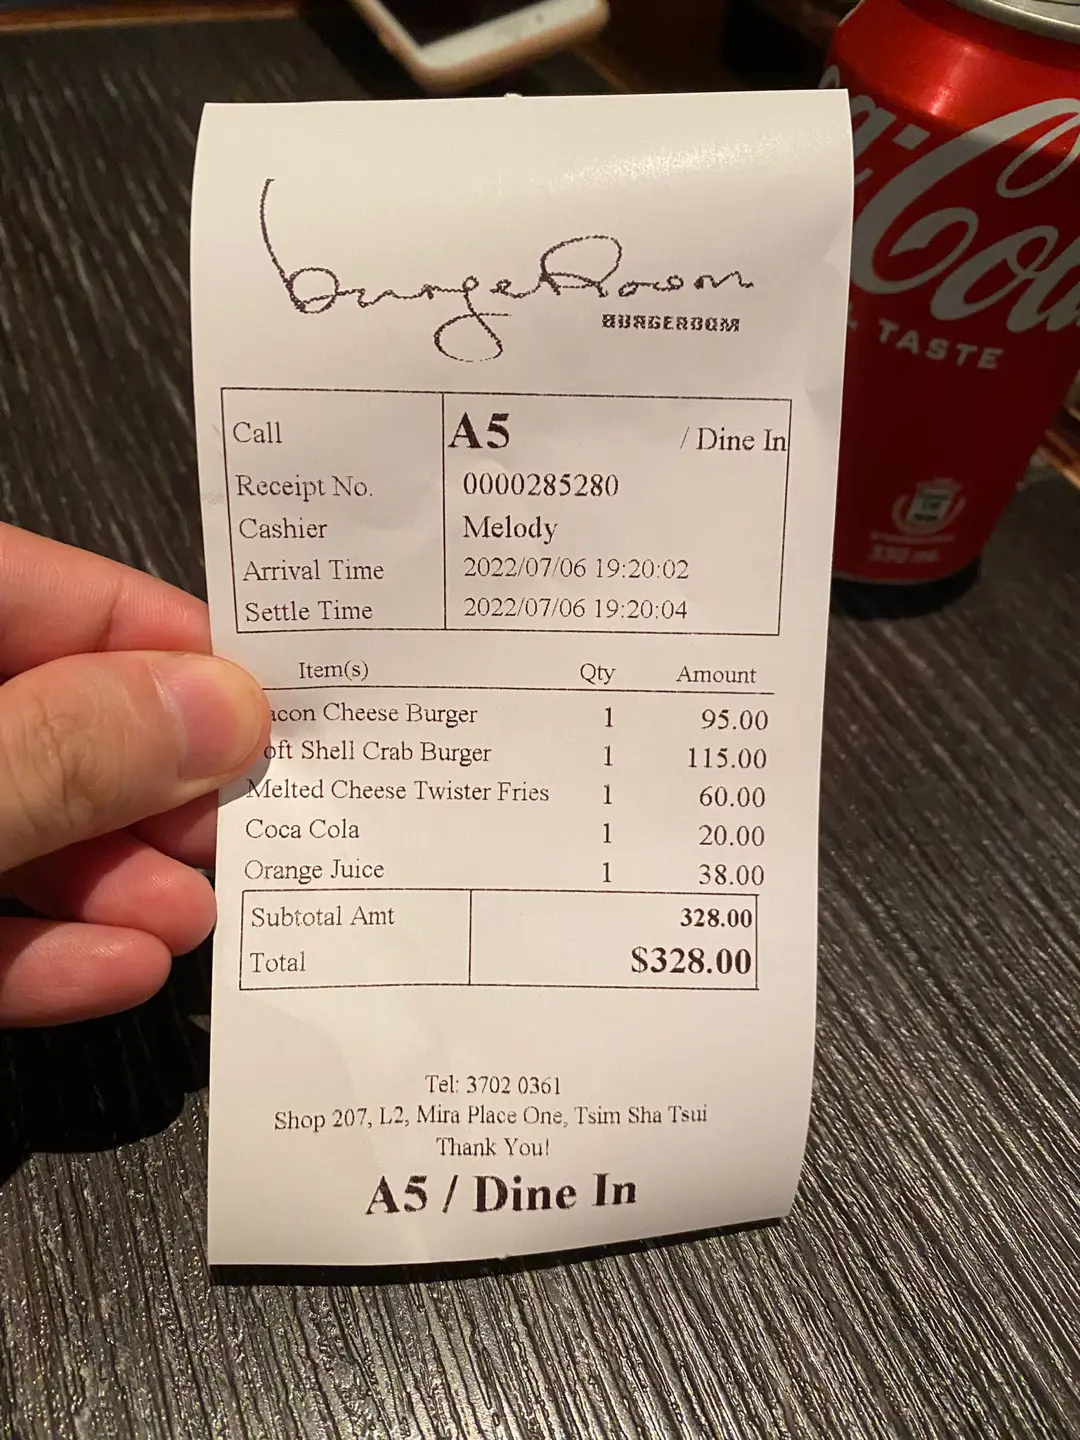 burgeRoom
BURGEROOM
Call A5 / Dine In
Receipt No. 0000285280
Cashier Melody
Arrival Time 2022/07/06 19:20:02
Settle Time 2022/07/06 19:20:04
Item(s) Qty Amount
acon Cheese Burger 1 95.00
oft Shell Crab Burger 1 115.00
Melted Cheese Twister Fries 1 60.00
Coca Cola 1 20.00
Orange Juice 1 38.00
Subtotal Amt 328.00
Total $328.00
Tel: 3702 0361
Shop 207, L2, Mira Place One, Tsim Sha Tsui
Thank You!
A5 / Dine In
TASTE
330 mL